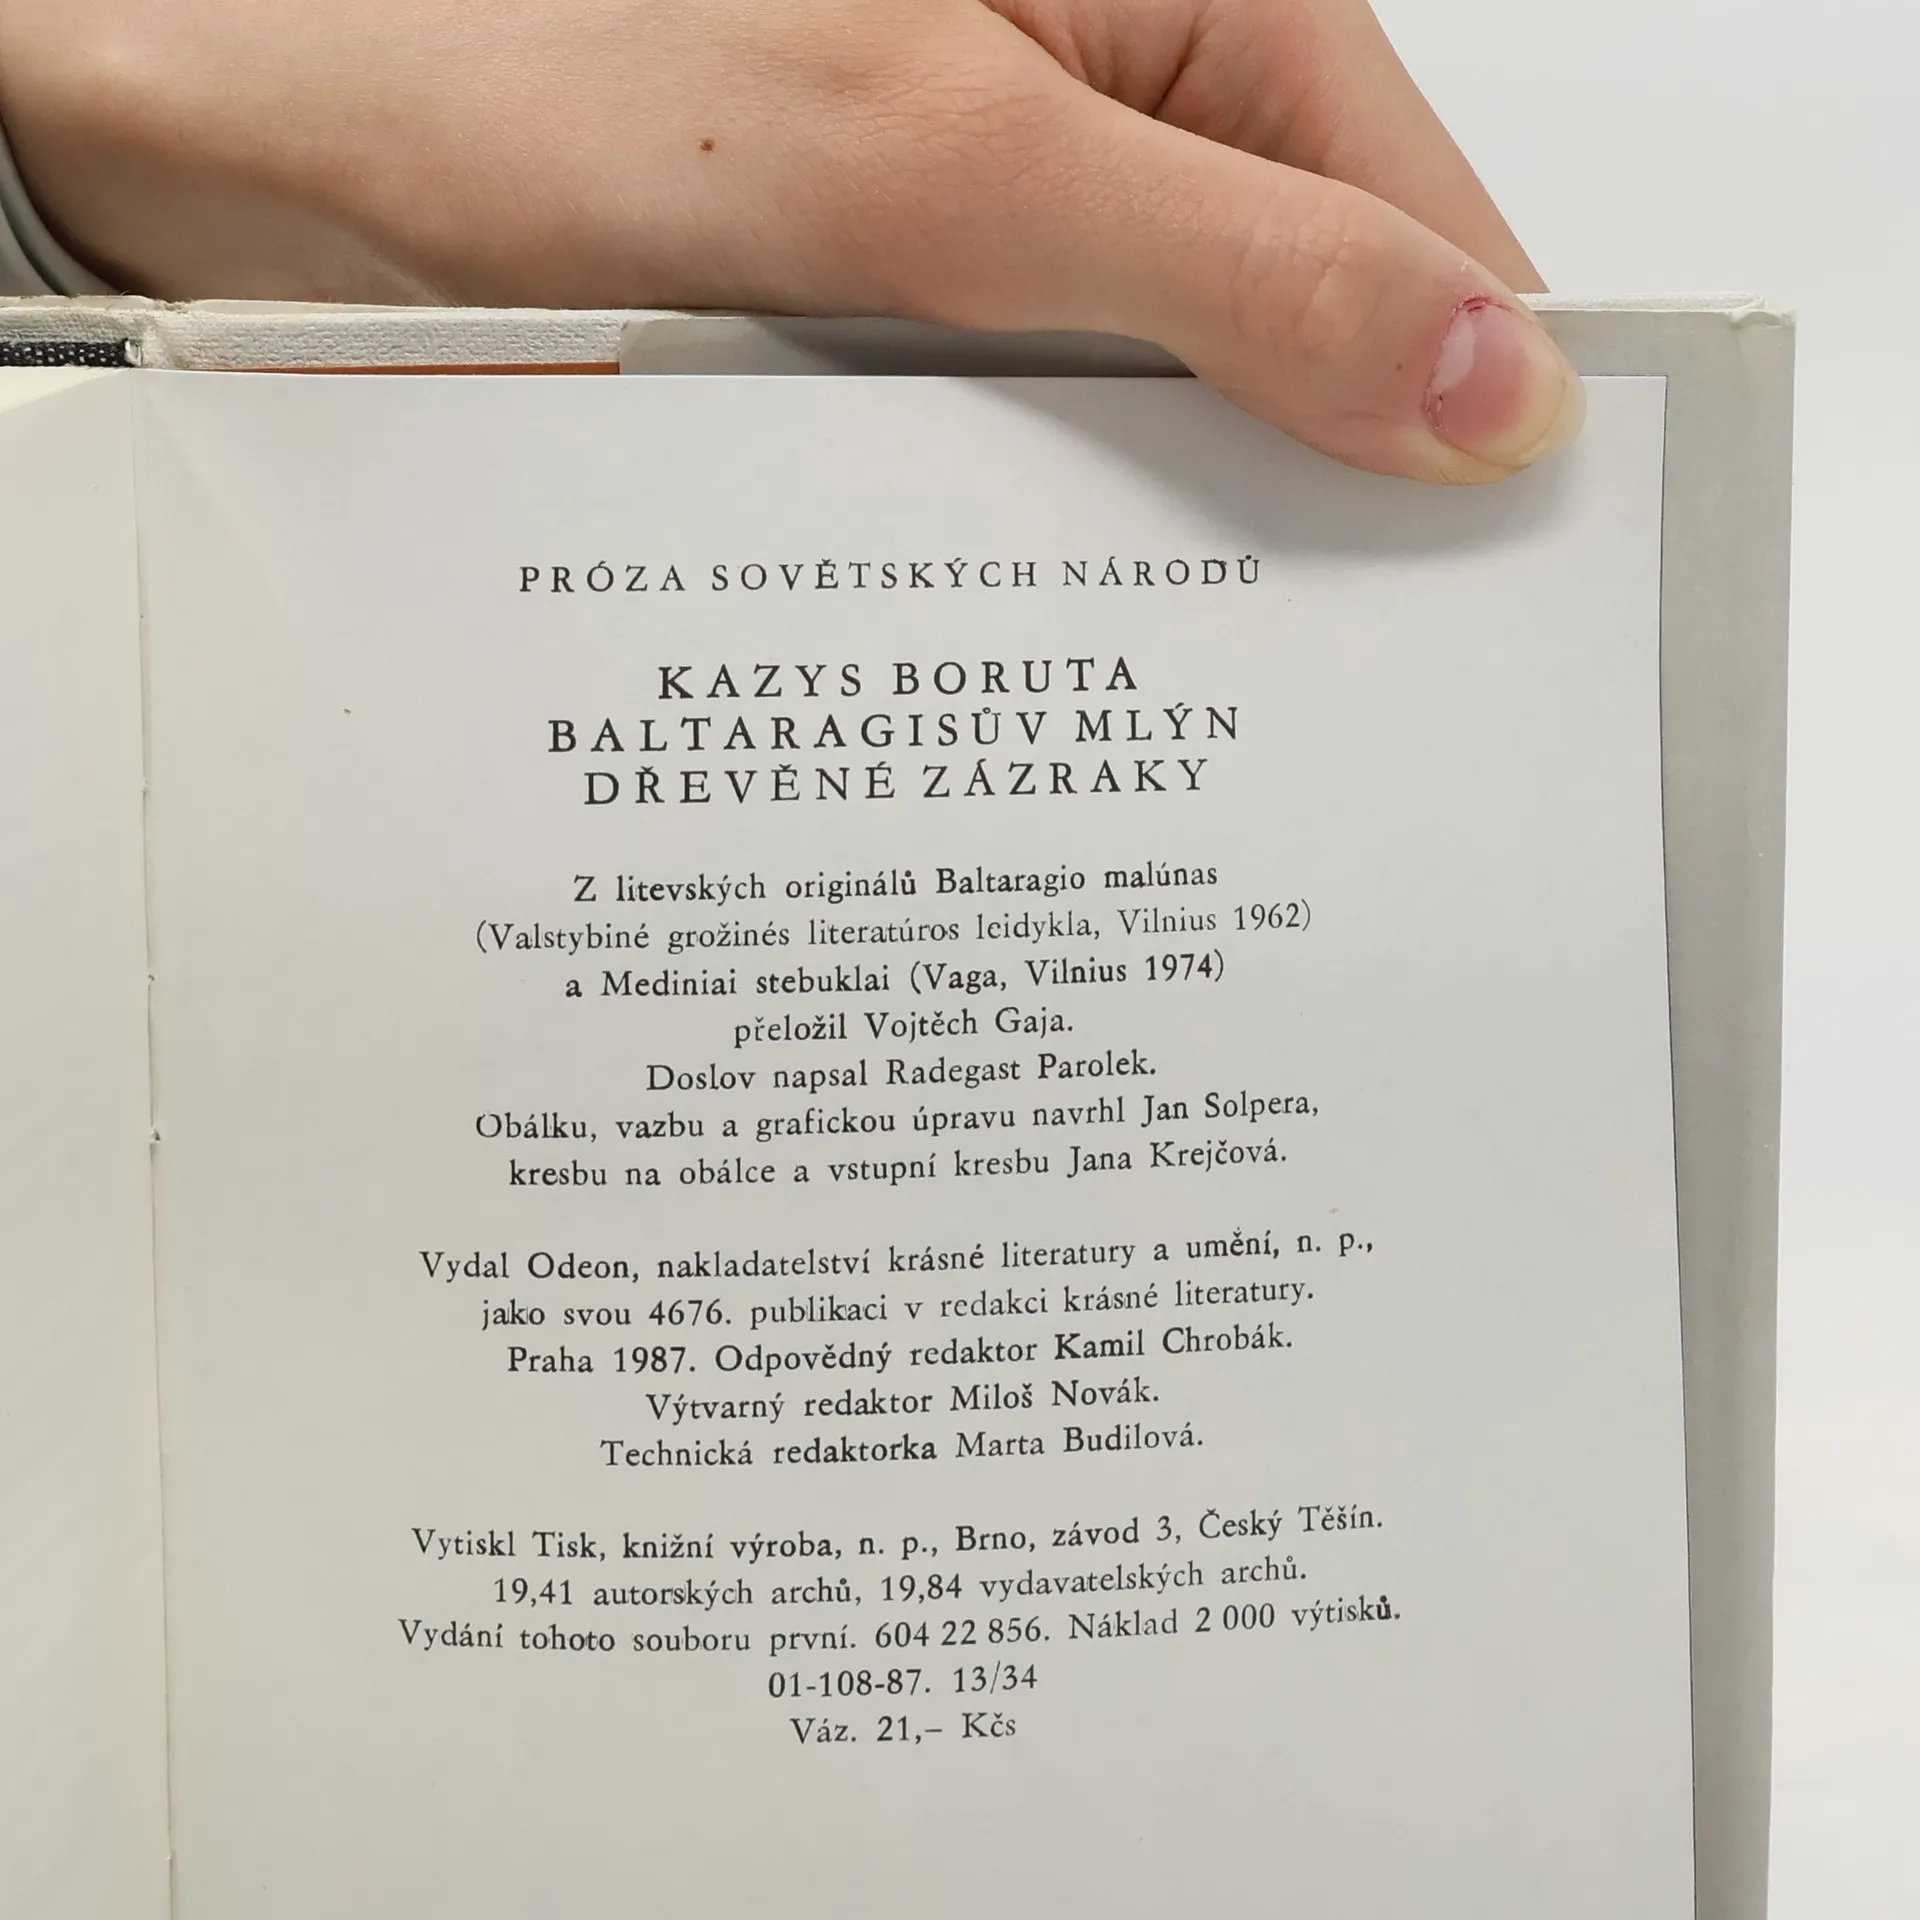 PRÓZA SOVĚTSKÝCH NÁRODŮ
KAZYS BORUTA
BALTARAGISŮV MLÝN
DŘEVĚNÉ ZÁZRAKY
Z litevských originálů Baltaragio malúnas
(Valstybiné grožinés literatúros leidykla, Vilnius 1962)
a Mediniai stebuklai (Vaga, Vilnius 1974)
přeložil Vojtěch Gaja.
Doslov napsal Radegast Parolek.
Obálku, vazbu a grafickou úpravu navrhl Jan Solpera,
kresbu na obálce a vstupní kresbu Jana Krejčová.
Vydal Odeon, nakladatelství krásné literatury a umění, n. p.,
jako svou 4676. publikaci v redakci krásné literatury.
Praha 1987. Odpovědný redaktor Kamil Chrobák.
Výtvarný redaktor Miloš Novák.
Technická redaktorka Marta Budilová.
Vytiskl Tisk, knižní výroba, n. p., Brno, závod 3, Český Těšín.
19,41 autorských archů, 19,84 vydavatelských archů.
Vydání tohoto souboru první. 604 22 856. Náklad 2 000 výtisků.
01-108-87. 13/34
Váz. 21,– Kčs